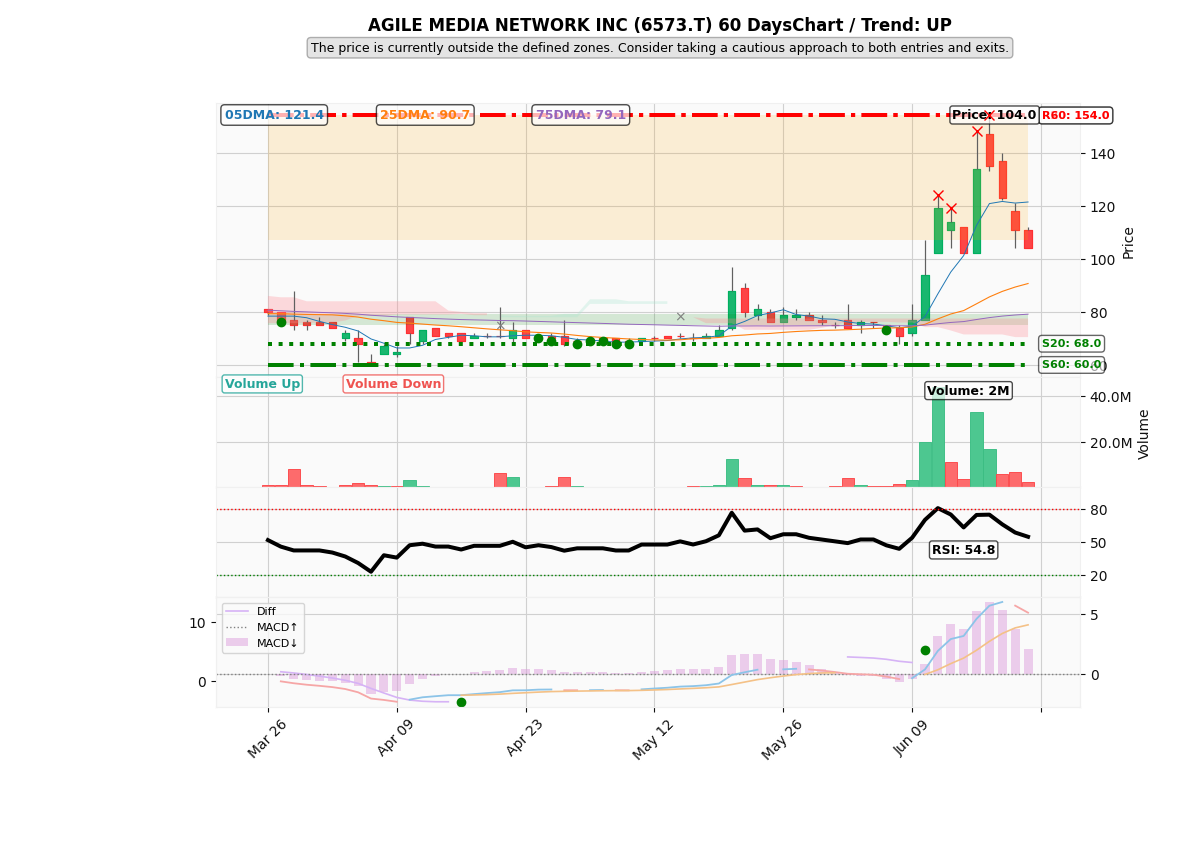 AGILE MEDIA NETWORK INC (6573.T) 60 DaysChart / Trend: UP
The price is currently outside the defined zones. Consider taking a cautious approach to both entries and exits.
05DMA: 121.4
25DMA: 90.7
75DMA: 79.1
Price: 104.0
R60: 154.0
140
120
100
80
60
Price
S20: 68.0
S60: 60.0
Volume Up
Volume Down
Volume: 2M
40.0M
20.0M
Volume
80
50
20
RSI: 54.8
Diff
MACD↑
MACD↓
10
0
5
0
Mar 26
Apr 09
Apr 23
May 12
May 26
Jun 09